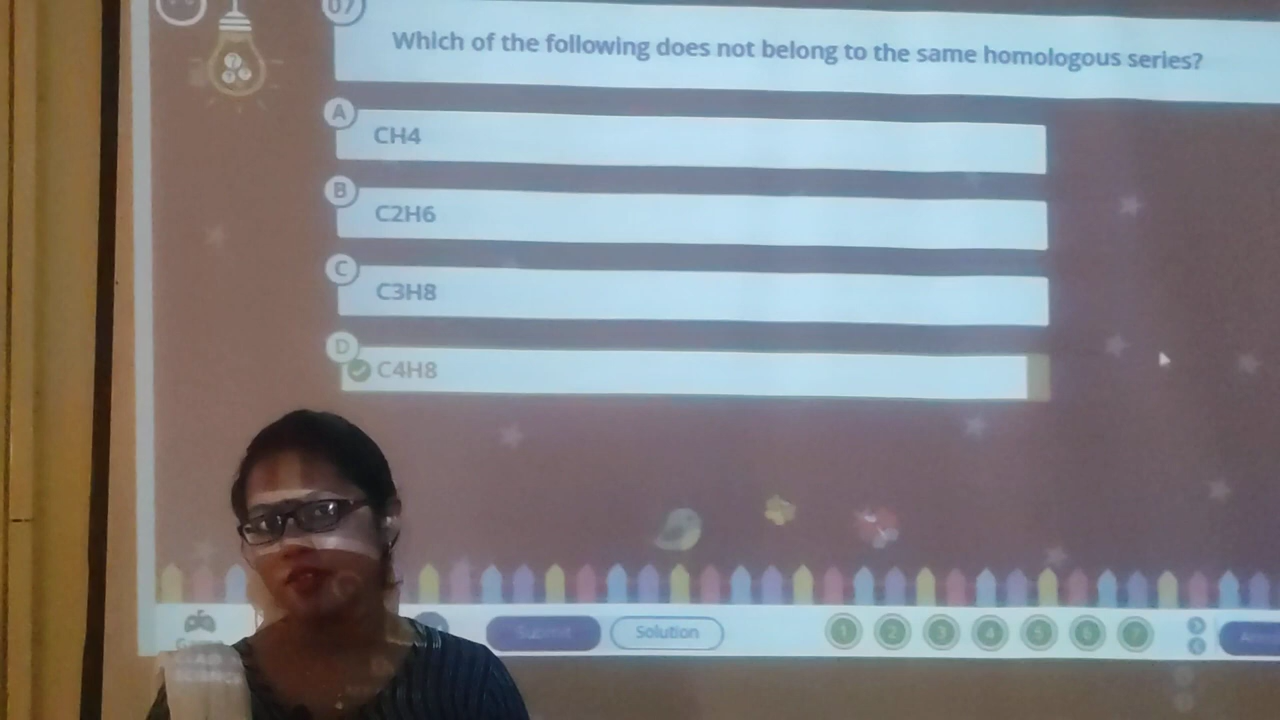 07
Which of the following does not belong to the same homologous series?
A
CH4
B
C2H6
C
C3H8
D
C4H8
Submit
Solution
1
2
3
4
5
6
7